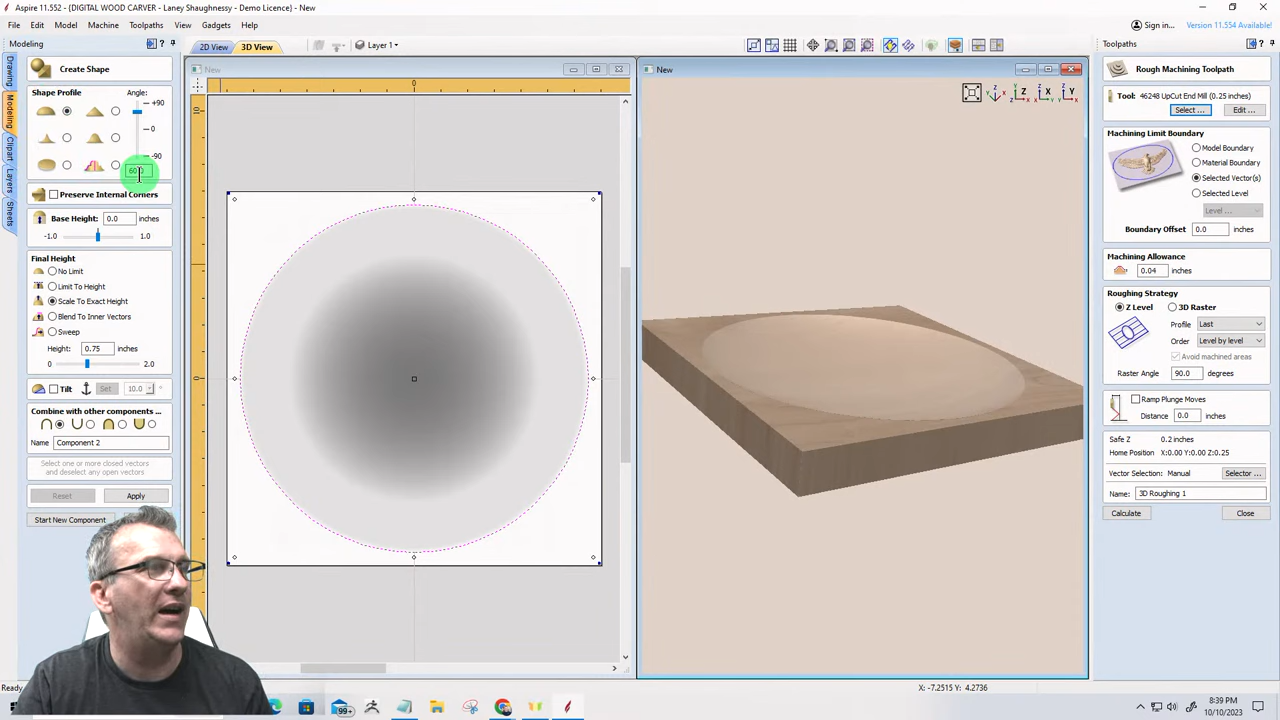 Aspire 11.552 - {DIGITAL WOOD CARVER - Laney Shaughnessy - Demo Licence} - New
File Edit Model Machine Toolpaths View Gadgets Help
Sign in... Version 11.554 Available!
Modeling
2D View 3D View Layer 1
Toolpaths
Drawing
Modeling
Clipart
Layers
Sheets
Create Shape
Shape Profile Angle:
+90
0
-90
Preserve Internal Corners
Base Height: 0.0 inches
-1.0 1.0
Final Height
No Limit
Limit To Height
Scale To Exact Height
Blend To Inner Vectors
Sweep
Height: 0.75 inches
0 2.0
Tilt Set 10.0
Combine with other components ...
Name Component 2
Select one or more closed vectors
and deselect any open vectors
Reset Apply
Start New Component
New
0
10
0
New
Z X Y
Rough Machining Toolpath
Tool: 46248 UpCut End Mill (0.25 inches)
Select ... Edit ...
Machining Limit Boundary
Model Boundary
Material Boundary
Selected Vector(s)
Selected Level
Level ...
Boundary Offset 0.0 inches
Machining Allowance
0.04 inches
Roughing Strategy
Z Level 3D Raster
Profile Last
Order Level by level
Avoid machined areas
Raster Angle 90.0 degrees
Ramp Plunge Moves
Distance 0.0 inches
Safe Z 0.2 inches
Home Position X:0.00 Y:0.00 Z:0.25
Vector Selection: Manual Selector ...
Name: 3D Roughing 1
Calculate Close
Ready
X: -7.2515 Y: 4.2736
99+
8:39 PM
10/10/2023